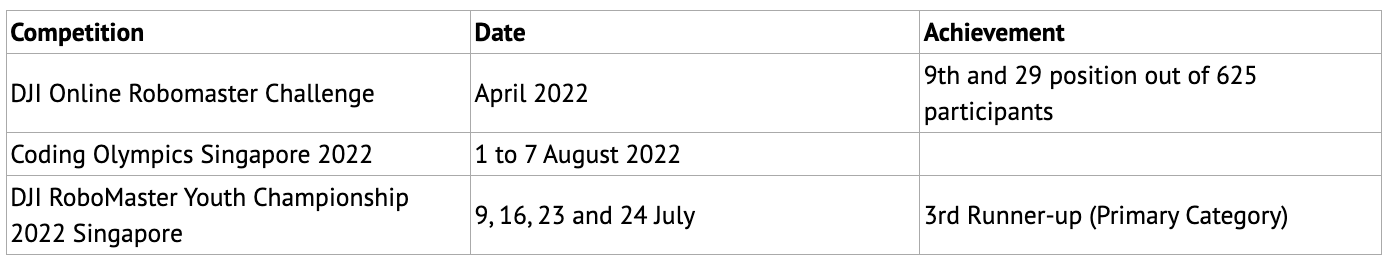 Competition Date Achievement
DJI Online Robomaster Challenge April 2022 9th and 29 position out of 625
participants
Coding Olympics Singapore 2022 1 to 7 August 2022
DJI RoboMaster Youth Championship
2022 Singapore 9, 16, 23 and 24 July 3rd Runner-up (Primary Category)